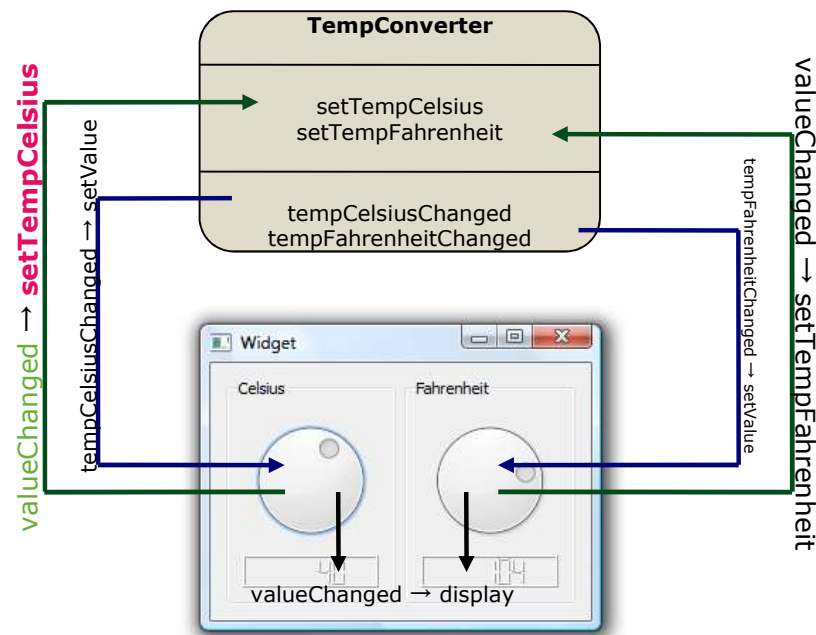 TempConverter
setTempCelsius
setTempFahrenheit
tempCelsiusChanged
tempFahrenheitChanged
valueChanged → setTempCelsius
tempCelsiusChanged → setValue
tempFahrenheitChanged → setValue
valueChanged → setTempFahrenheit
Widget
Celsius
Fahrenheit
40
104
valueChanged → display